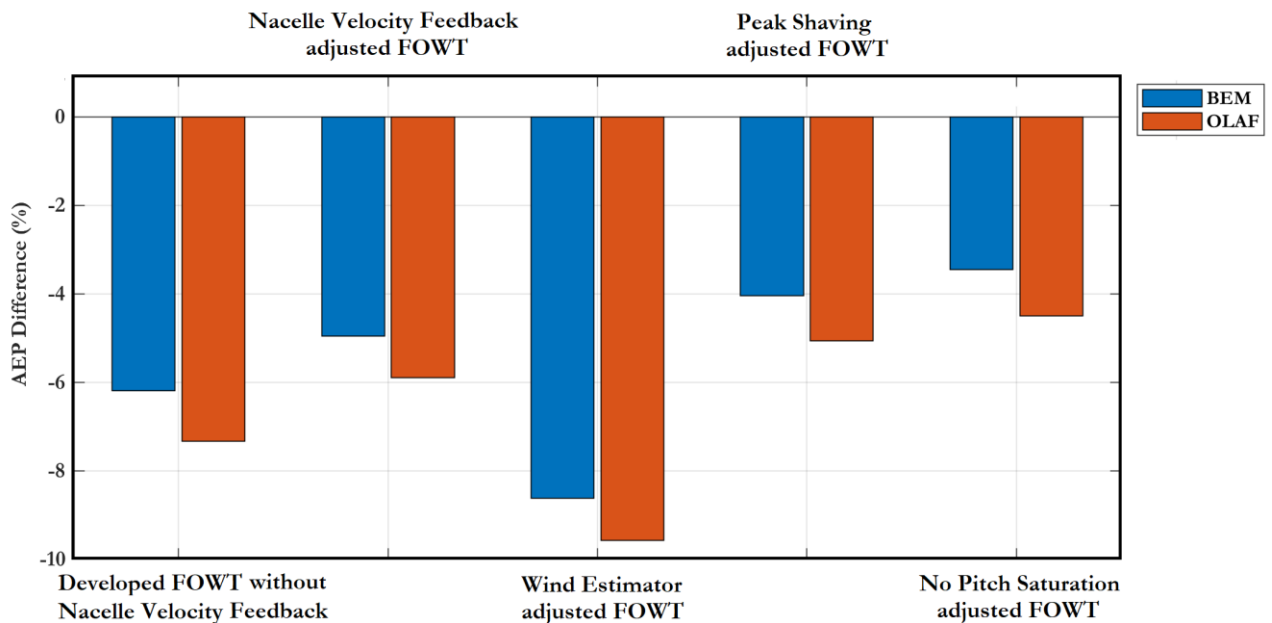 Nacelle Velocity Feedback
adjusted FOWT
Peak Shaving
adjusted FOWT
BEM
OLAF
AEP Difference (%)
0
-2
-4
-6
-8
-10
Developed FOWT without
Nacelle Velocity Feedback
Wind Estimator
adjusted FOWT
No Pitch Saturation
adjusted FOWT